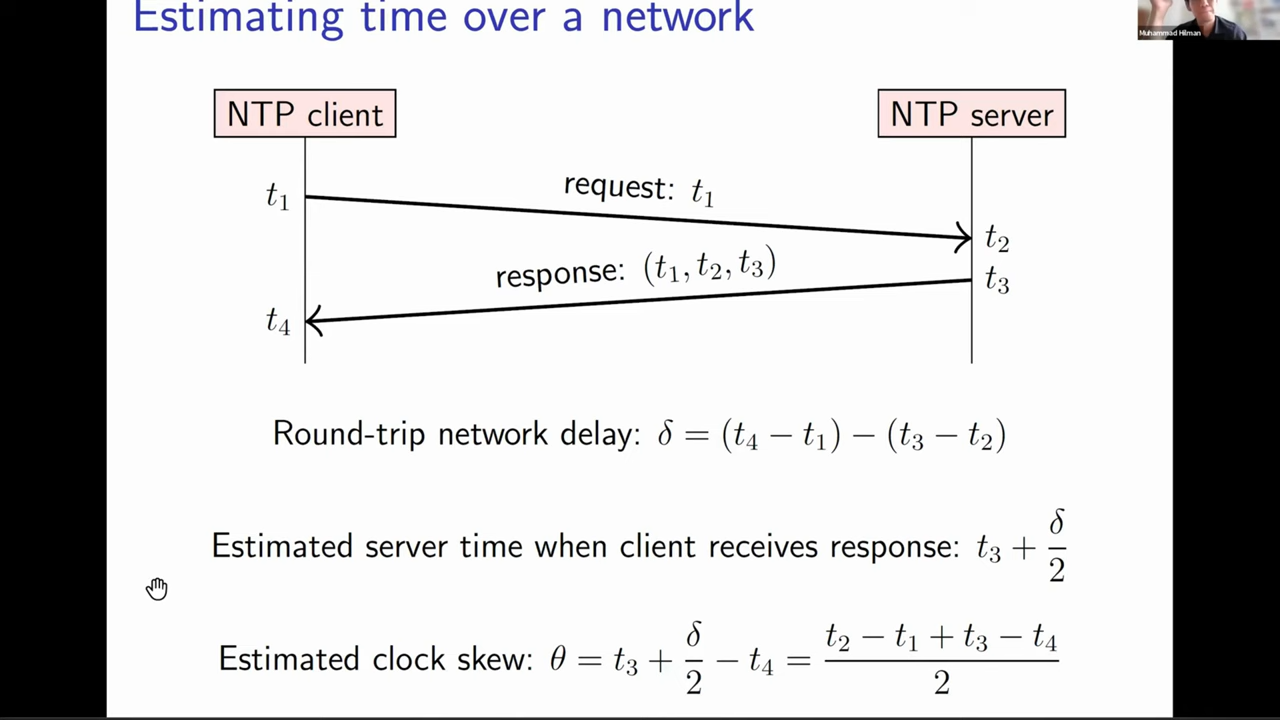 Estimating time over a network
Muhammad Hilman
NTP client
NTP server
t₁
request: t₁
t₂
response: (t₁, t₂, t₃)
t₃
t₄
Round-trip network delay: δ = (t₄ − t₁) − (t₃ − t₂)
Estimated server time when client receives response: t₃ + δ/2
Estimated clock skew: θ = t₃ + δ/2 − t₄ = (t₂ − t₁ + t₃ − t₄)/2